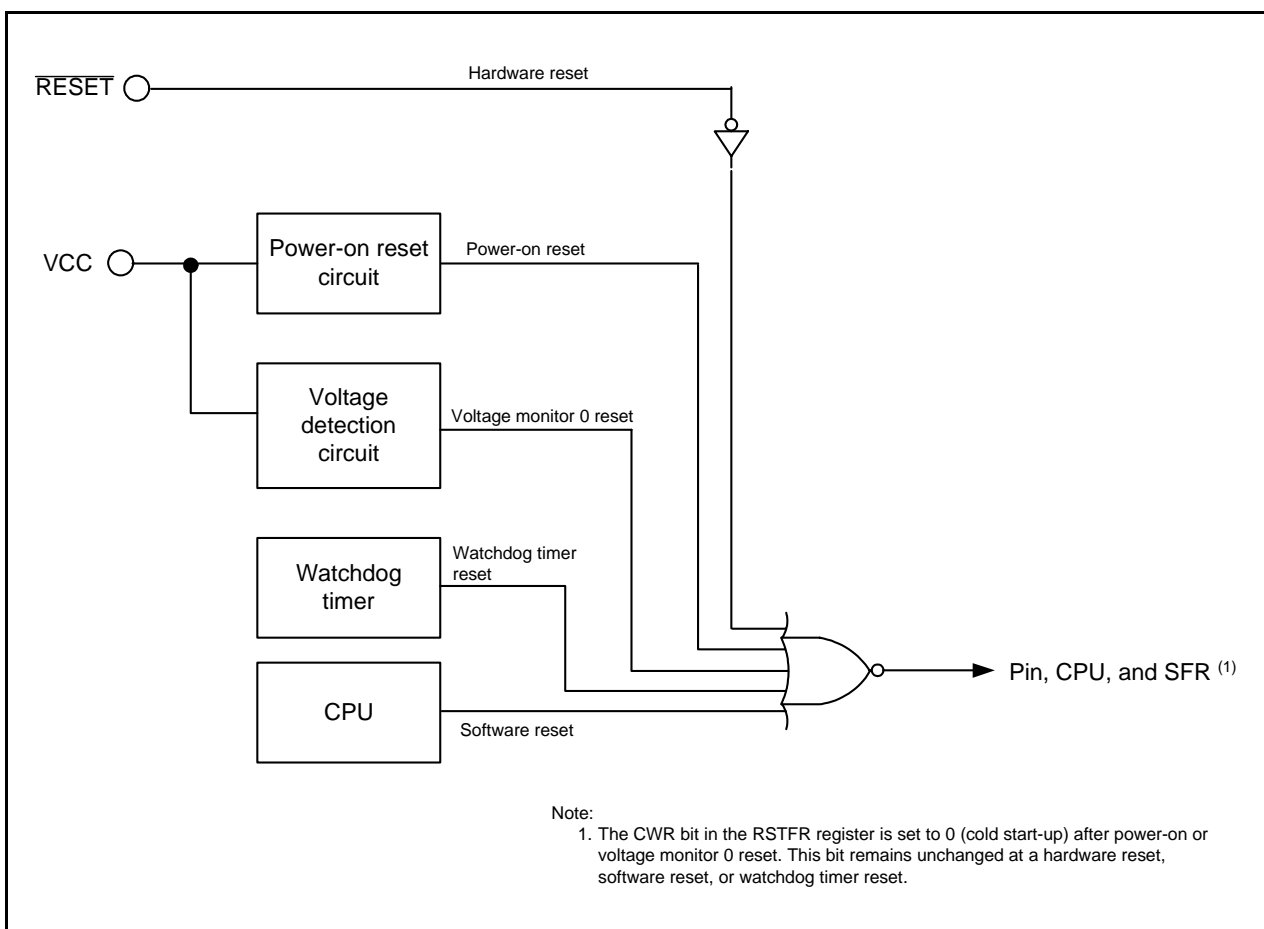 Hardware reset
RESET
Power-on reset
circuit
Power-on reset
VCC
Voltage
detection
circuit
Voltage monitor 0 reset
Watchdog
timer
Watchdog timer
reset
Pin, CPU, and SFR (1)
CPU
Software reset
Note:
1. The CWR bit in the RSTFR register is set to 0 (cold start-up) after power-on or
voltage monitor 0 reset. This bit remains unchanged at a hardware reset,
software reset, or watchdog timer reset.